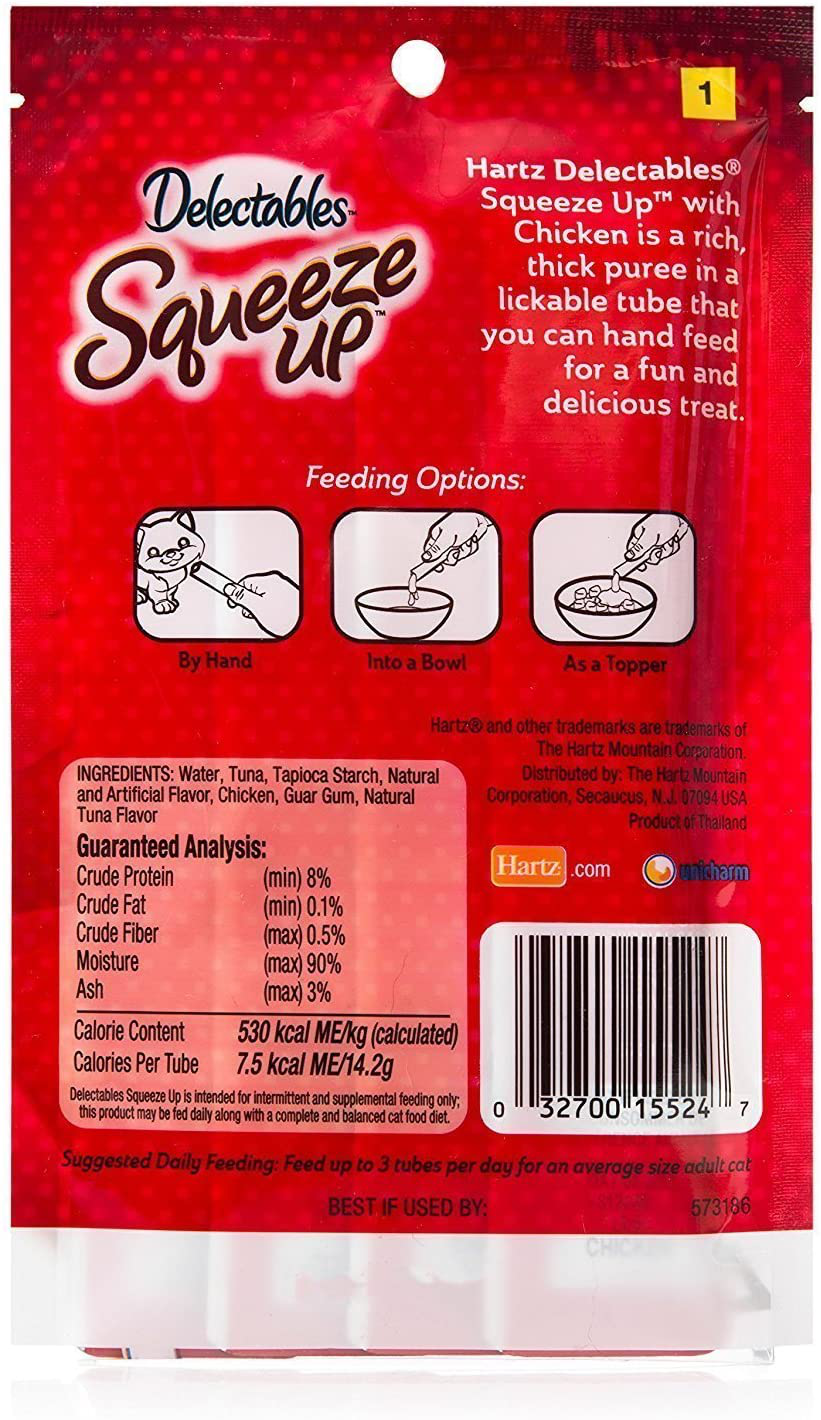 1
Delectables™
Squeeze
UP™
Hartz Delectables®
Squeeze Up™ with
Chicken is a rich,
thick puree in a
lickable tube that
you can hand feed
for a fun and
delicious treat.
Feeding Options:
By Hand
Into a Bowl
As a Topper
Hartz® and other trademarks are trademarks of
The Hartz Mountain Corporation.
Distributed by: The Hartz Mountain
Corporation, Secaucus, N.J. 07094 USA
Product of Thailand
Hartz.com
unicharm
INGREDIENTS: Water, Tuna, Tapioca Starch, Natural
and Artificial Flavor, Chicken, Guar Gum, Natural
Tuna Flavor
Guaranteed Analysis:
Crude Protein (min) 8%
Crude Fat (min) 0.1%
Crude Fiber (max) 0.5%
Moisture (max) 90%
Ash (max) 3%
Calorie Content 530 kcal ME/kg (calculated)
Calories Per Tube 7.5 kcal ME/14.2g
Delectables Squeeze Up is intended for intermittent and supplemental feeding only;
this product may be fed daily along with a complete and balanced cat food diet.
0 32700 15524 7
Suggested Daily Feeding: Feed up to 3 tubes per day for an average size adult cat
BEST IF USED BY:
573186